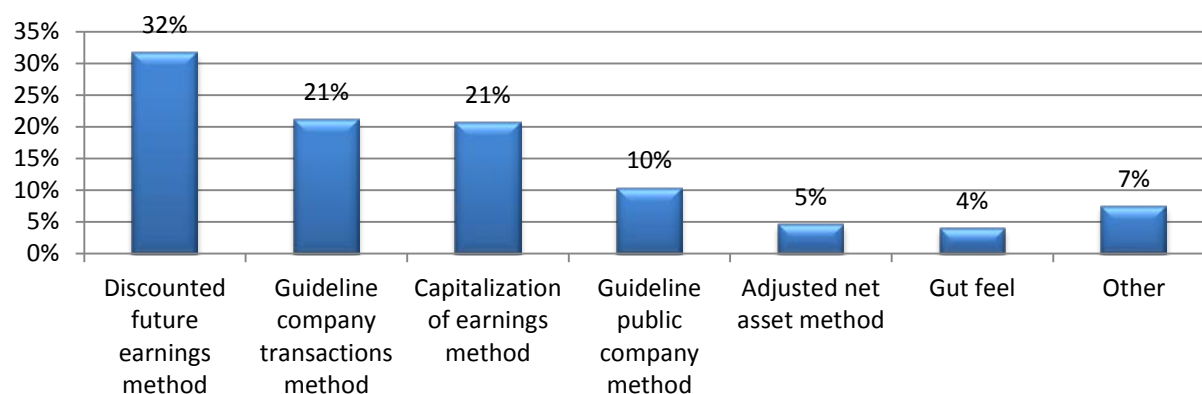 35%
30%
25%
20%
15%
10%
5%
0%
32%
21%
21%
10%
5%
4%
7%
Discounted
future
earnings
method
Guideline
company
transactions
method
Capitalization
of earnings
method
Guideline
public
company
method
Adjusted net
asset method
Gut feel
Other